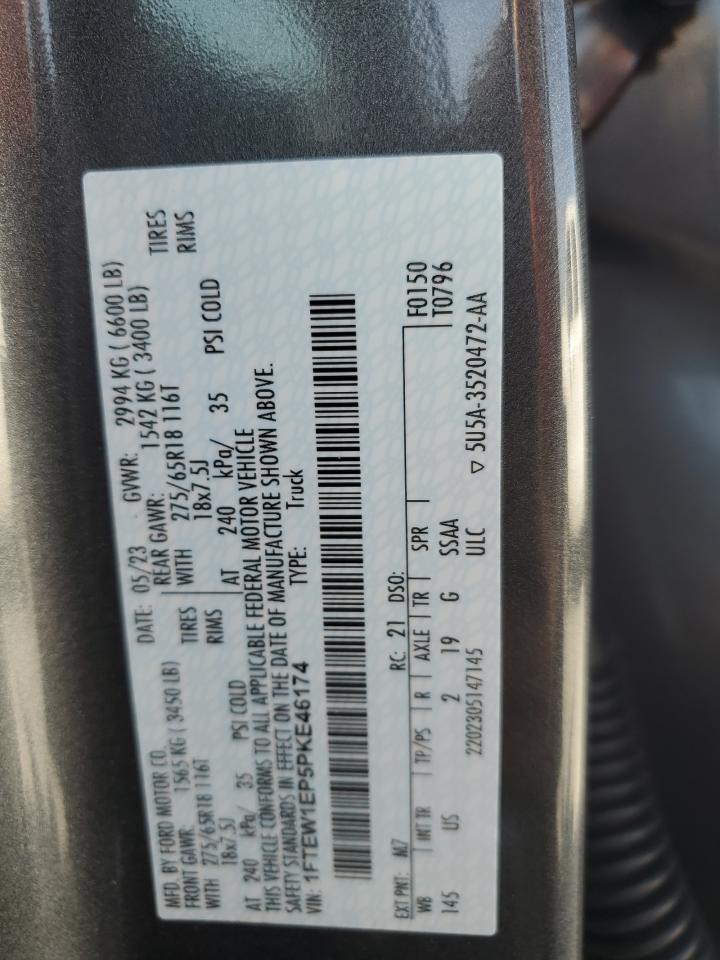 MFD. BY FORD MOTOR CO. DATE: 05/23 GVWR: 2994 KG ( 6600 LB)
FRONT GAWR: 1565 KG ( 3450 LB) REAR GAWR: 1542 KG ( 3400 LB)
WITH 275/65R18 116T TIRES WITH 275/65R18 116T TIRES
18x7.5J RIMS 18x7.5J RIMS
AT 240 kPa/ 35 PSI COLD AT 240 kPa/ 35 PSI COLD
THIS VEHICLE CONFORMS TO ALL APPLICABLE FEDERAL MOTOR VEHICLE
SAFETY STANDARDS IN EFFECT ON THE DATE OF MANUFACTURE SHOWN ABOVE.
VIN: 1FTEW1EP5PKE46174 TYPE: Truck
EXT PNT: M7 RC: 21 DSO: F0150
WB INT TR TP/PS R AXLE TR SPR T0796
145 US 2 19 G SSAA
2202305147145 ULC ▽ 5U5A-3520472-AA